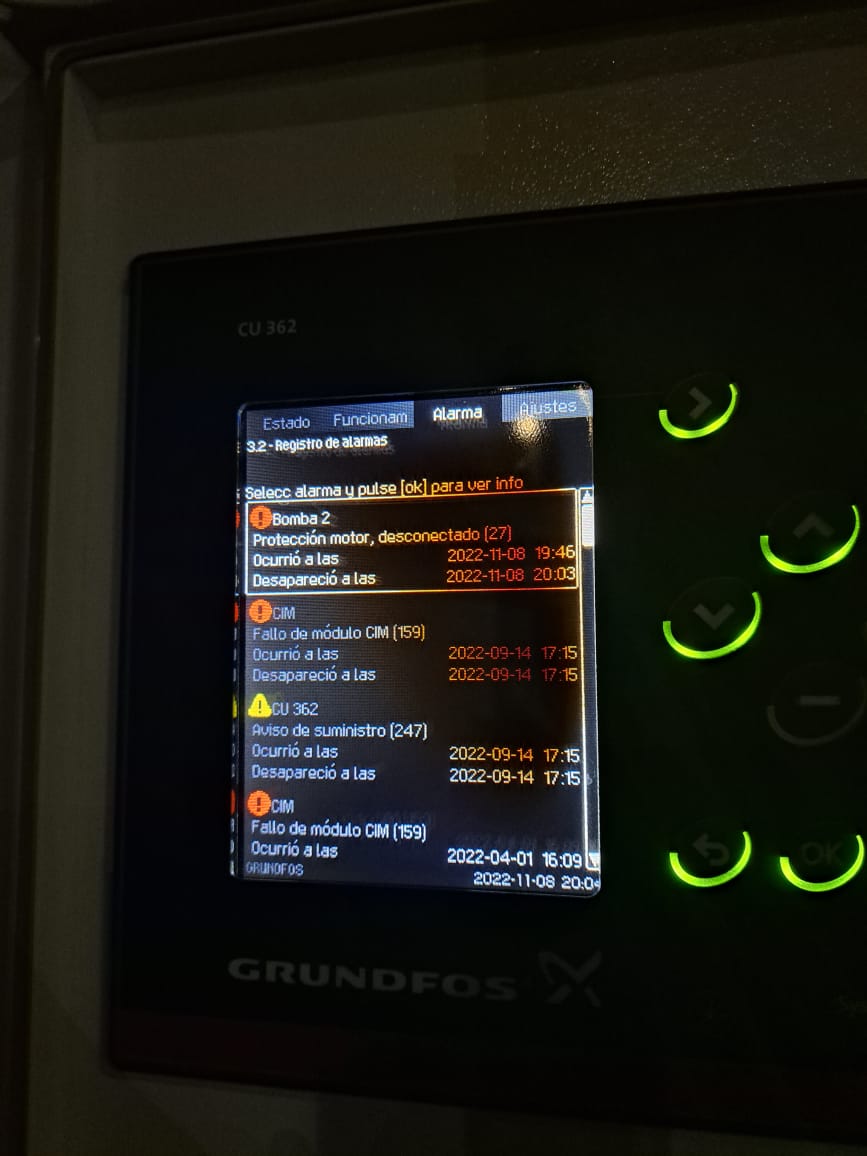 CU 362
Estado Funcionam Alarma Ajustes
3.2 - Registro de alarmas
Selecc alarma y pulse [ok] para ver info
Bomba 2
Protección motor, desconectado (27)
Ocurrió a las 2022-11-08 19:46
Desapareció a las 2022-11-08 20:03
CIM
Fallo de módulo CIM (159)
Ocurrió a las 2022-09-14 17:15
Desapareció a las 2022-09-14 17:15
CU 362
Aviso de suministro (247)
Ocurrió a las 2022-09-14 17:15
Desapareció a las 2022-09-14 17:15
CIM
Fallo de módulo CIM (159)
Ocurrió a las 2022-04-01 16:09
GRUNDFOS 2022-11-08 20:04
OK
GRUNDFOS